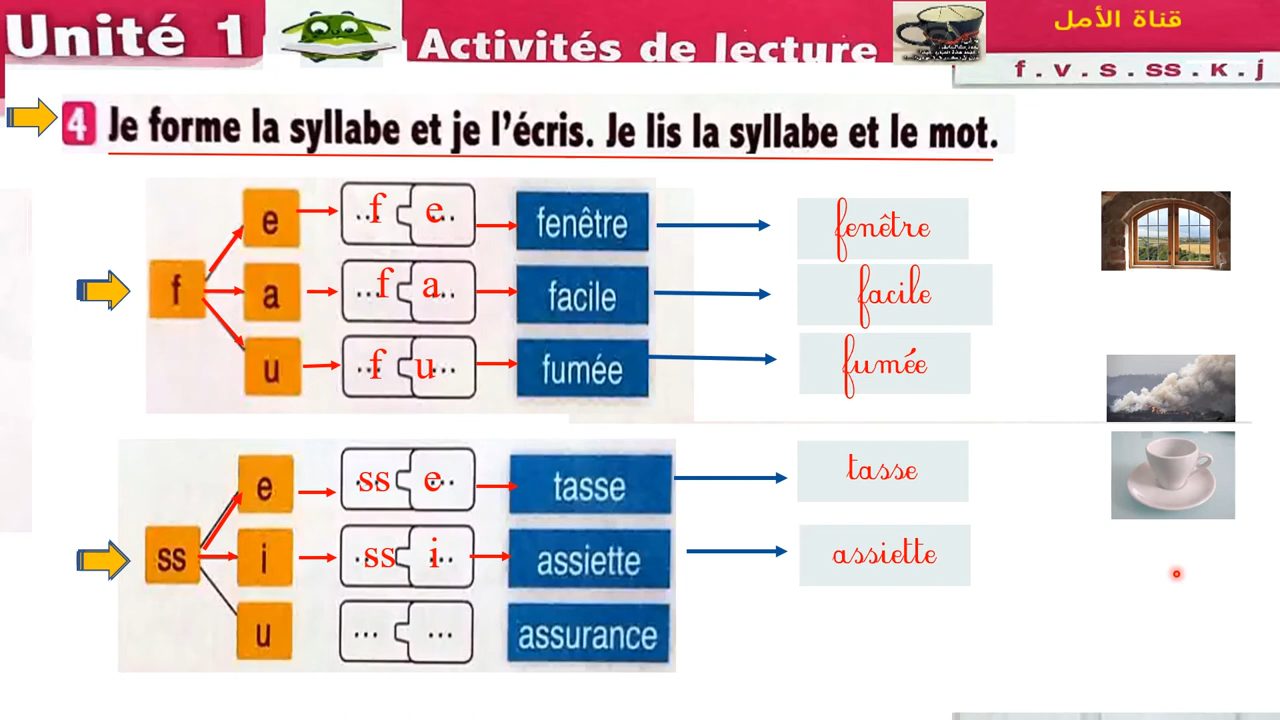 Unité 1
Activités de lecture
قناة الأمل
f . v . s . ss . k . j
4 Je forme la syllabe et je l'écris. Je lis la syllabe et le mot.
f
e ... f ... e fenêtre fenêtre
a ... f ... a facile facile
u ... f ... u fumée fumée
ss
e ... ss ... e tasse tasse
i ... ss ... i assiette assiette
u ... ... assurance